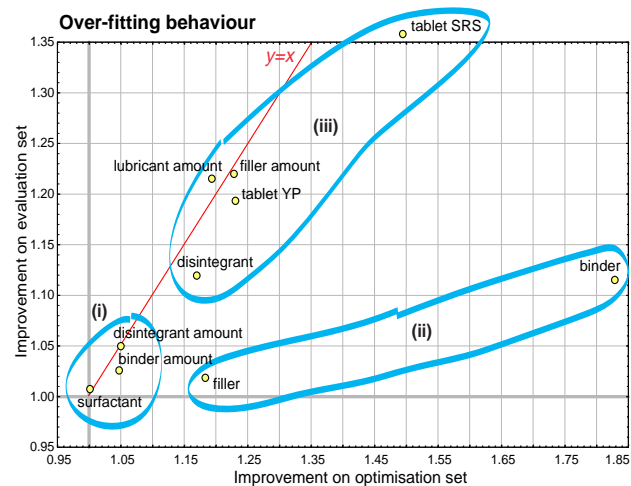 Over-fitting behaviour
tablet SRS
1.35
y=x
1.30
(iii)
1.25
lubricant amount
filler amount
1.20
tablet YP
1.15
disintegrant
binder
1.10
(i)
(ii)
disintegrant amount
1.05
binder amount
filler
surfactant
1.00
0.95
Improvement on evaluation set
0.95 1.05 1.15 1.25 1.35 1.45 1.55 1.65 1.75 1.85
Improvement on optimisation set